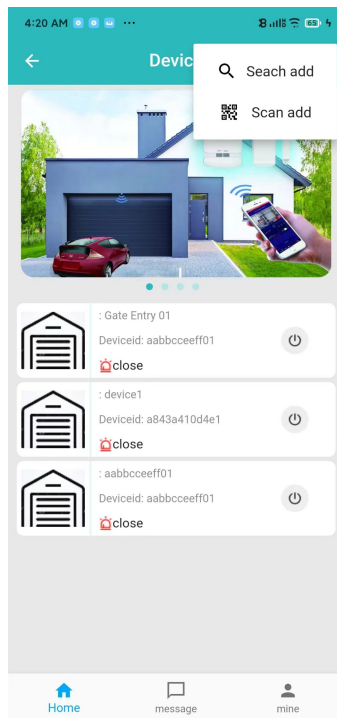 4:20 AM
65
Devic
Seach add
Scan add
: Gate Entry 01
Deviceid: aabbcceeff01
close
: device1
Deviceid: a843a410d4e1
close
: aabbcceeff01
Deviceid: aabbcceeff01
close
Home
message
mine